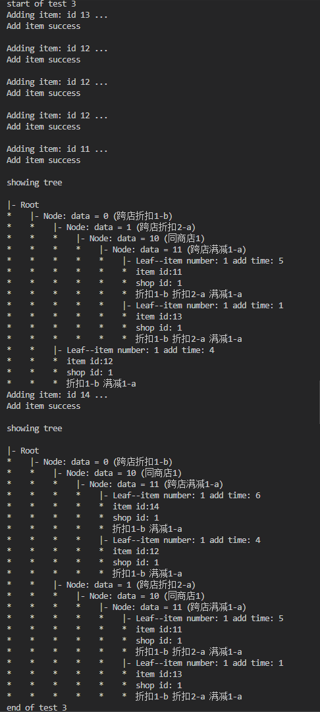 start of test 3
Adding item: id 13 ...
Add item success
Adding item: id 12 ...
Add item success
Adding item: id 12 ...
Add item success
Adding item: id 12 ...
Add item success
Adding item: id 11 ...
Add item success
showing tree
|- Root
* |- Node: data = 0 (跨店折扣1-b)
* * |- Node: data = 1 (跨店折扣2-a)
* * * |- Node: data = 10 (同商店1)
* * * * |- Node: data = 11 (跨店满减1-a)
* * * * * |- Leaf--item number: 1 add time: 5
* * * * * * item id:11
* * * * * * shop id: 1
* * * * * * 折扣1-b 折扣2-a 满减1-a
* * * * * |- Leaf--item number: 1 add time: 1
* * * * * * item id:13
* * * * * * shop id: 1
* * * * * * 折扣1-b 折扣2-a 满减1-a
* * |- Leaf--item number: 1 add time: 4
* * * item id:12
* * * shop id: 1
* * * 折扣1-b 满减1-a
Adding item: id 14 ...
Add item success
showing tree
|- Root
* |- Node: data = 0 (跨店折扣1-b)
* * |- Node: data = 10 (同商店1)
* * * |- Node: data = 11 (跨店满减1-a)
* * * * |- Leaf--item number: 1 add time: 6
* * * * * item id:14
* * * * * shop id: 1
* * * * * 折扣1-b 满减1-a
* * * * |- Leaf--item number: 1 add time: 4
* * * * * item id:12
* * * * * shop id: 1
* * * * * 折扣1-b 满减1-a
* * |- Node: data = 1 (跨店折扣2-a)
* * * |- Node: data = 10 (同商店1)
* * * * |- Node: data = 11 (跨店满减1-a)
* * * * * |- Leaf--item number: 1 add time: 5
* * * * * * item id:11
* * * * * * shop id: 1
* * * * * * 折扣1-b 折扣2-a 满减1-a
* * * * * |- Leaf--item number: 1 add time: 1
* * * * * * item id:13
* * * * * * shop id: 1
* * * * * * 折扣1-b 折扣2-a 满减1-a
end of test 3